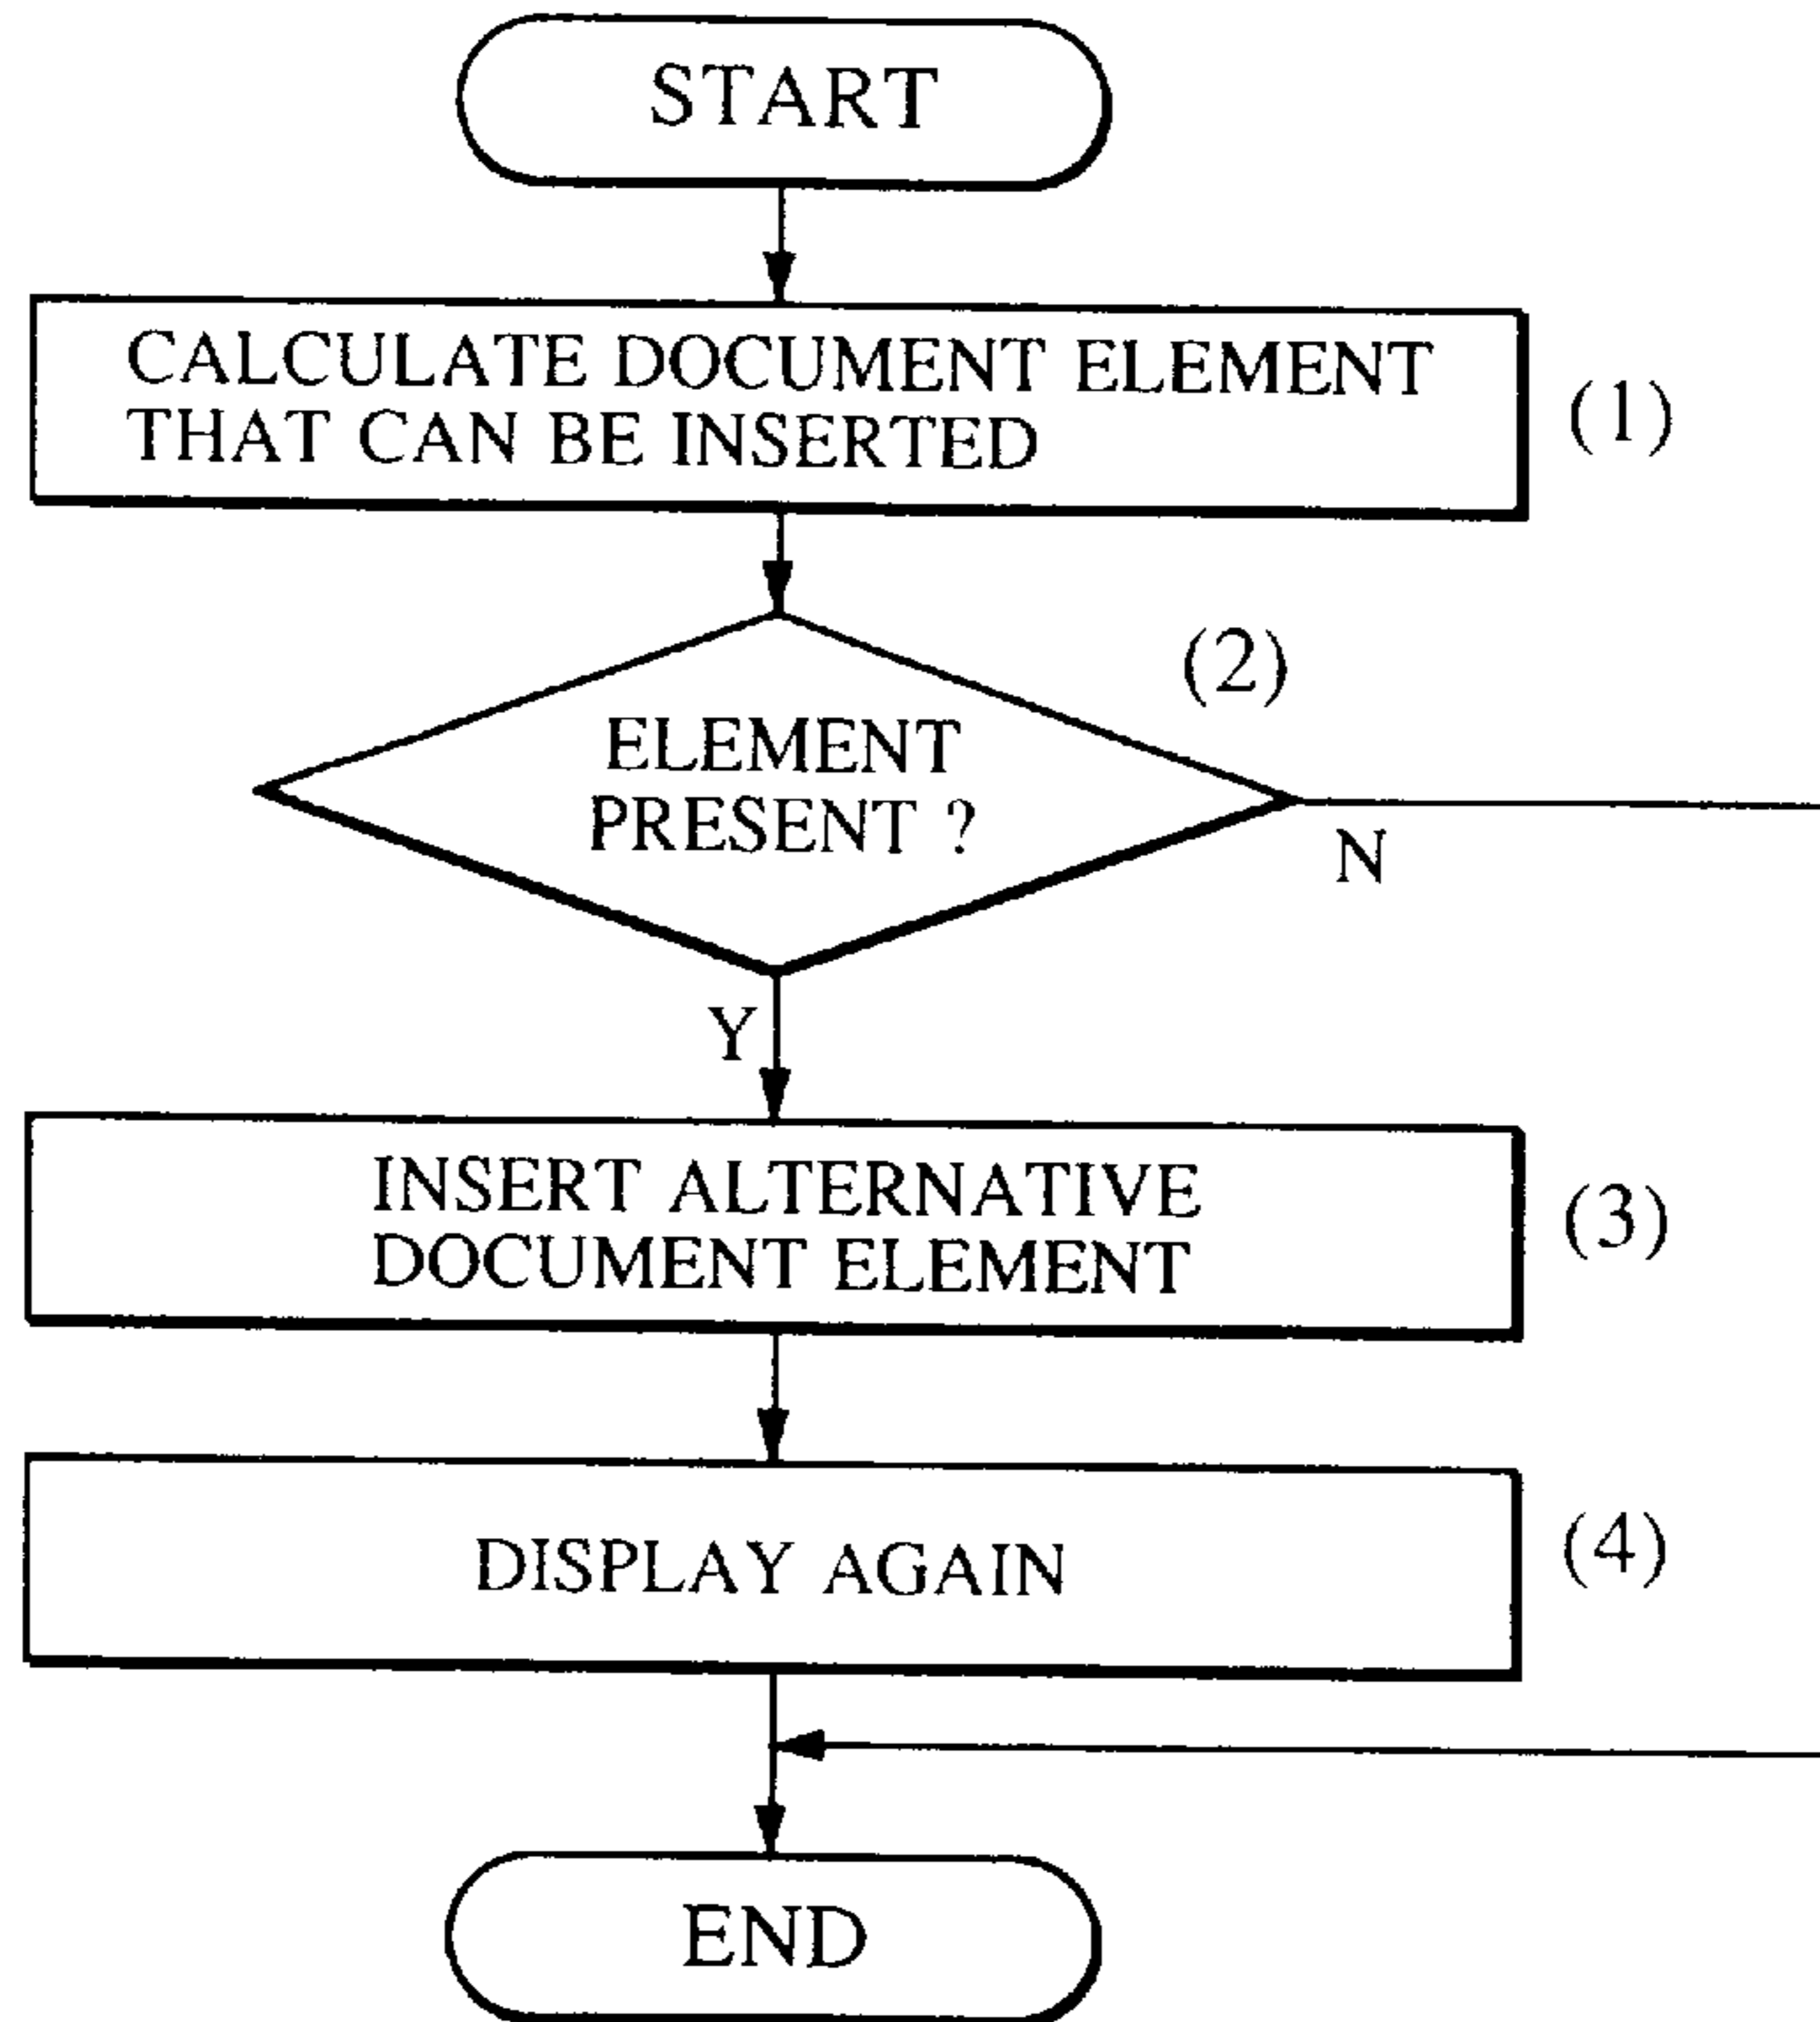 START
CALCULATE DOCUMENT ELEMENT
THAT CAN BE INSERTED
(1)
(2)
ELEMENT
PRESENT ?
N
Y
INSERT ALTERNATIVE
DOCUMENT ELEMENT
(3)
DISPLAY AGAIN
(4)
END